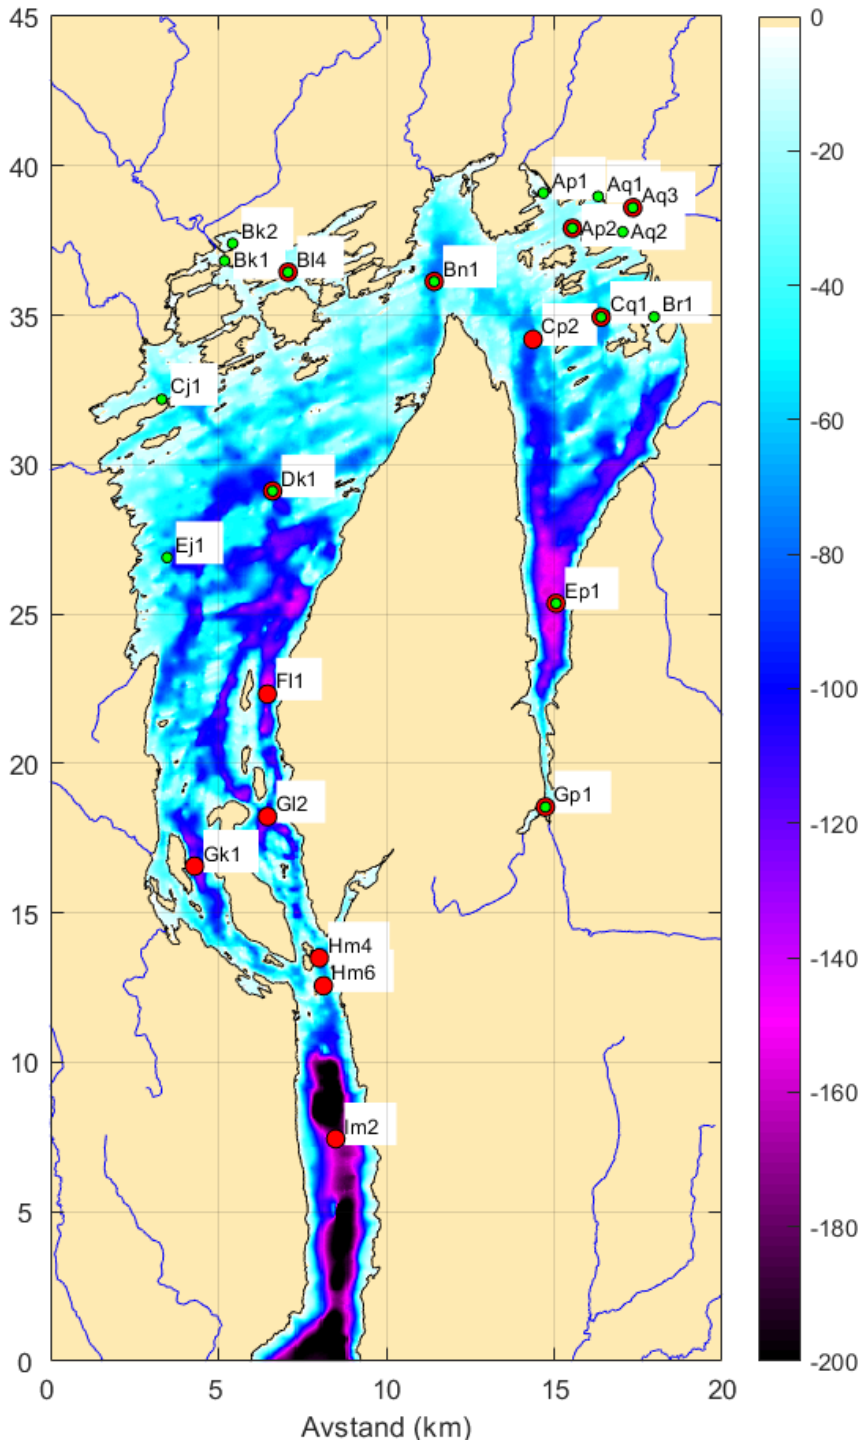 45
0
40
Ap1
Aq1
Aq3
-20
Bk2
Ap2
Aq2
Bk1
Bl4
Bn1
-40
35
Cq1
Br1
Cp2
Cj1
-60
30
Dk1
Ej1
-80
25
Ep1
Fl1
-100
20
Gl2
Gp1
-120
Gk1
15
Hm4
-140
Hm6
10
-160
Im2
5
-180
0
-200
0
5
10
15
20
Avstand (km)